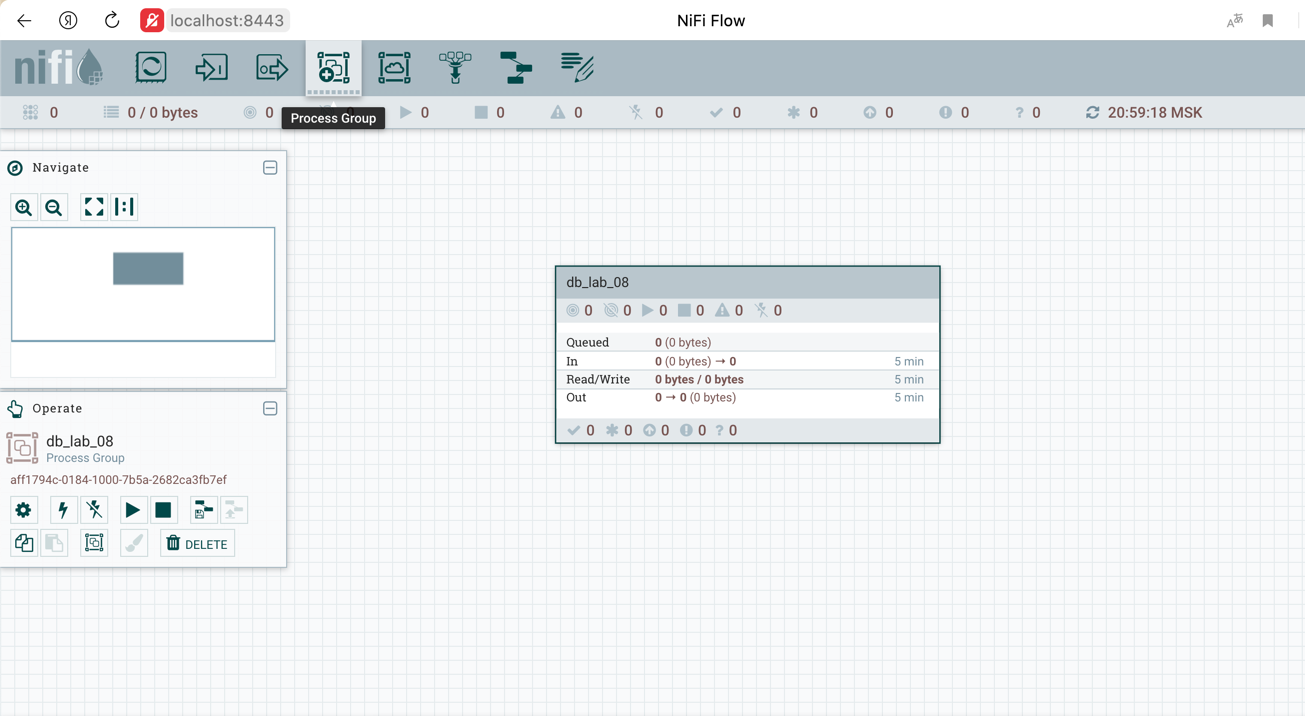 localhost:8443
NiFi Flow
nifi
0 0 / 0 bytes 0 0 0 0 0 0 0 0 0 0 ? 0 20:59:18 MSK
Process Group
Navigate
db_lab_08
0 0 0 0 0 0
Queued 0 (0 bytes)
In 0 (0 bytes) → 0 5 min
Read/Write 0 bytes / 0 bytes 5 min
Out 0 → 0 (0 bytes) 5 min
0 0 0 0 ? 0
Operate
db_lab_08
Process Group
aff1794c-0184-1000-7b5a-2682ca3fb7ef
DELETE